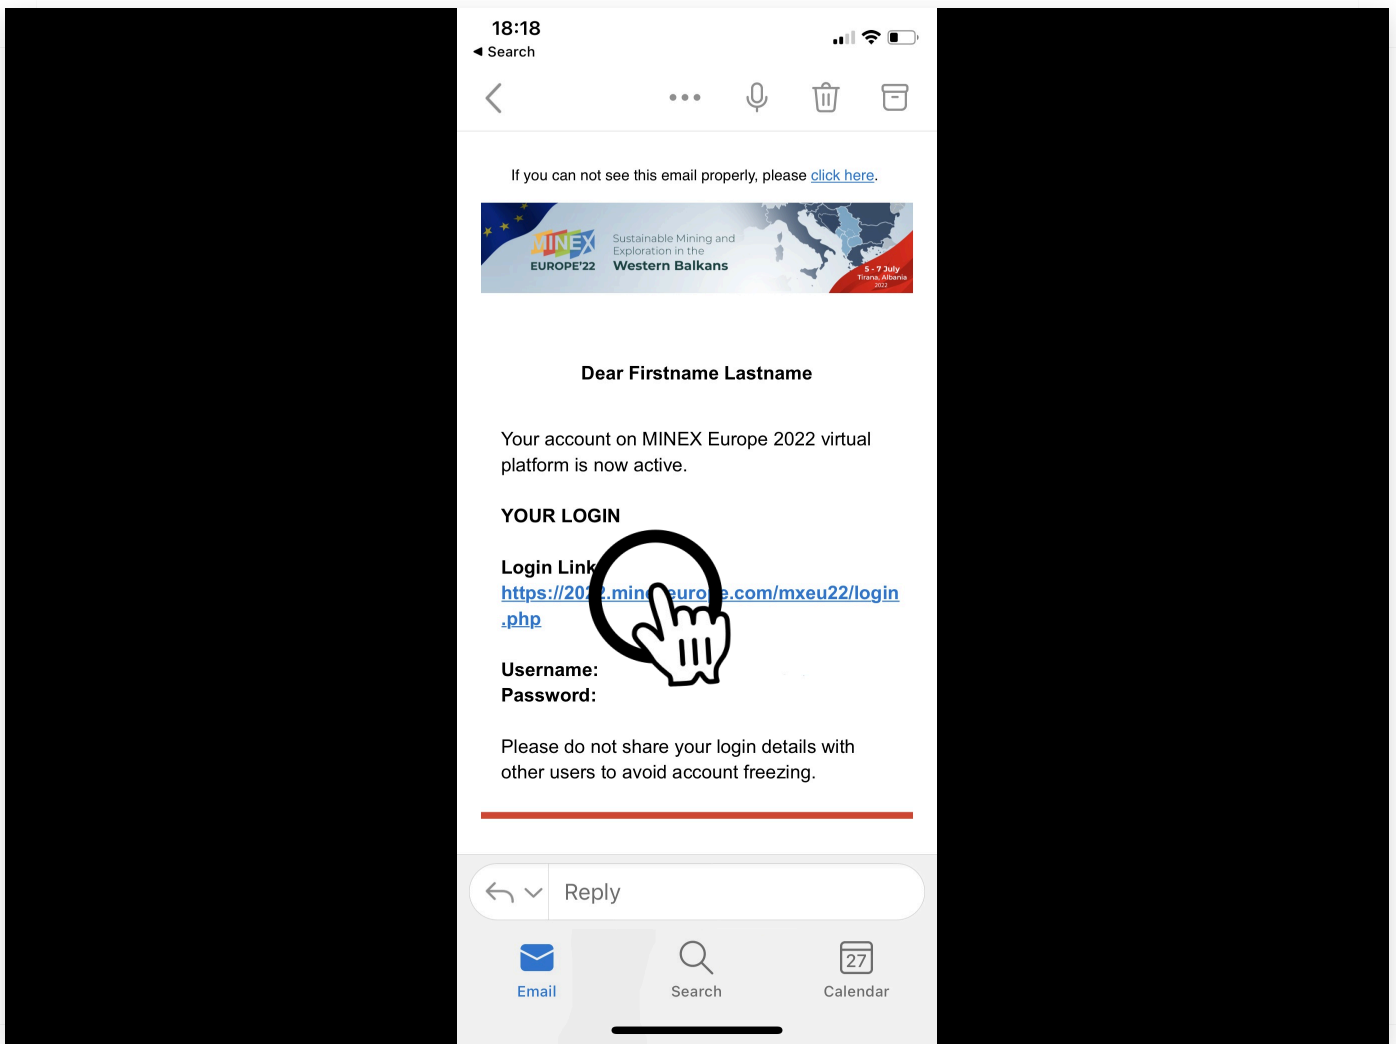 18:18
Search
If you can not see this email properly, please click here.
MINEX
EUROPE'22
Sustainable Mining and
Exploration in the
Western Balkans
5 - 7 July
Tirana, Albania
2022
Dear Firstname Lastname
Your account on MINEX Europe 2022 virtual
platform is now active.
YOUR LOGIN
Login Link
https://2022.minexeurope.com/mxeu22/login
.php
Username:
Password:
Please do not share your login details with
other users to avoid account freezing.
Reply
27
Email
Search
Calendar